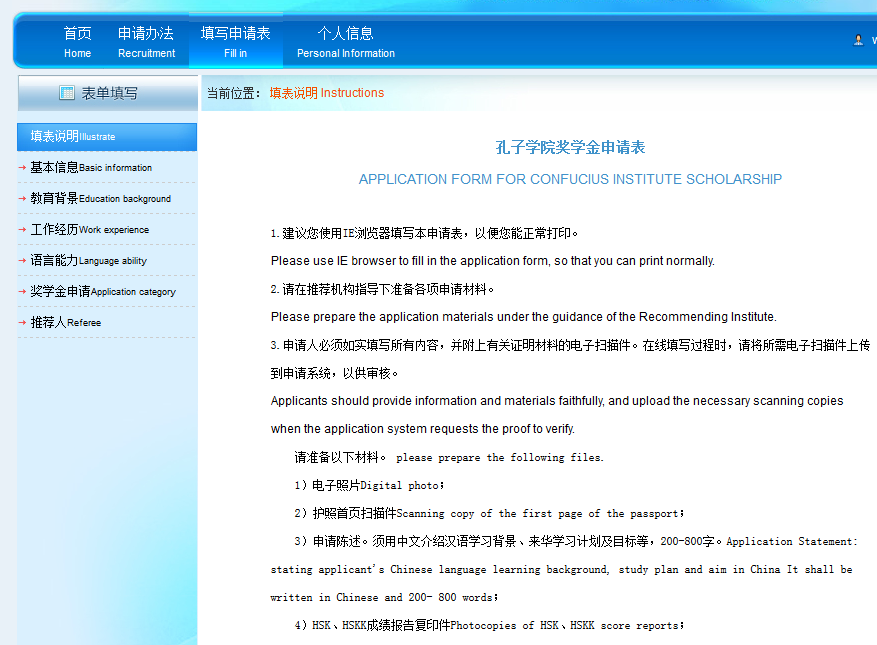 首页 申请办法 填写申请表 个人信息
Home Recruitment Fill in Personal Information
表单填写
当前位置： 填表说明 Instructions
填表说明Illustrate
基本信息Basic information
教育背景Education background
工作经历Work experience
语言能力Language ability
奖学金申请Application category
推荐人Referee
孔子学院奖学金申请表
APPLICATION FORM FOR CONFUCIUS INSTITUTE SCHOLARSHIP
1. 建议您使用IE浏览器填写本申请表，以便您能正常打印。
Please use IE browser to fill in the application form, so that you can print normally.
2. 请在推荐机构指导下准备各项申请材料。
Please prepare the application materials under the guidance of the Recommending Institute.
3. 申请人必须如实填写所有内容，并附上有关证明材料的电子扫描件。在线填写过程时，请将所需电子扫描件上传
到申请系统，以供审核。
Applicants should provide information and materials faithfully, and upload the necessary scanning copies
when the application system requests the proof to verify.
请准备以下材料。 please prepare the following files.
1）电子照片Digital photo；
2）护照首页扫描件Scanning copy of the first page of the passport；
3）申请陈述。须用中文介绍汉语学习背景、来华学习计划及目标等，200-800字。Application Statement:
stating applicant's Chinese language learning background, study plan and aim in China It shall be
written in Chinese and 200- 800 words；
4）HSK、HSKK成绩报告复印件Photocopies of HSK、HSKK score reports；